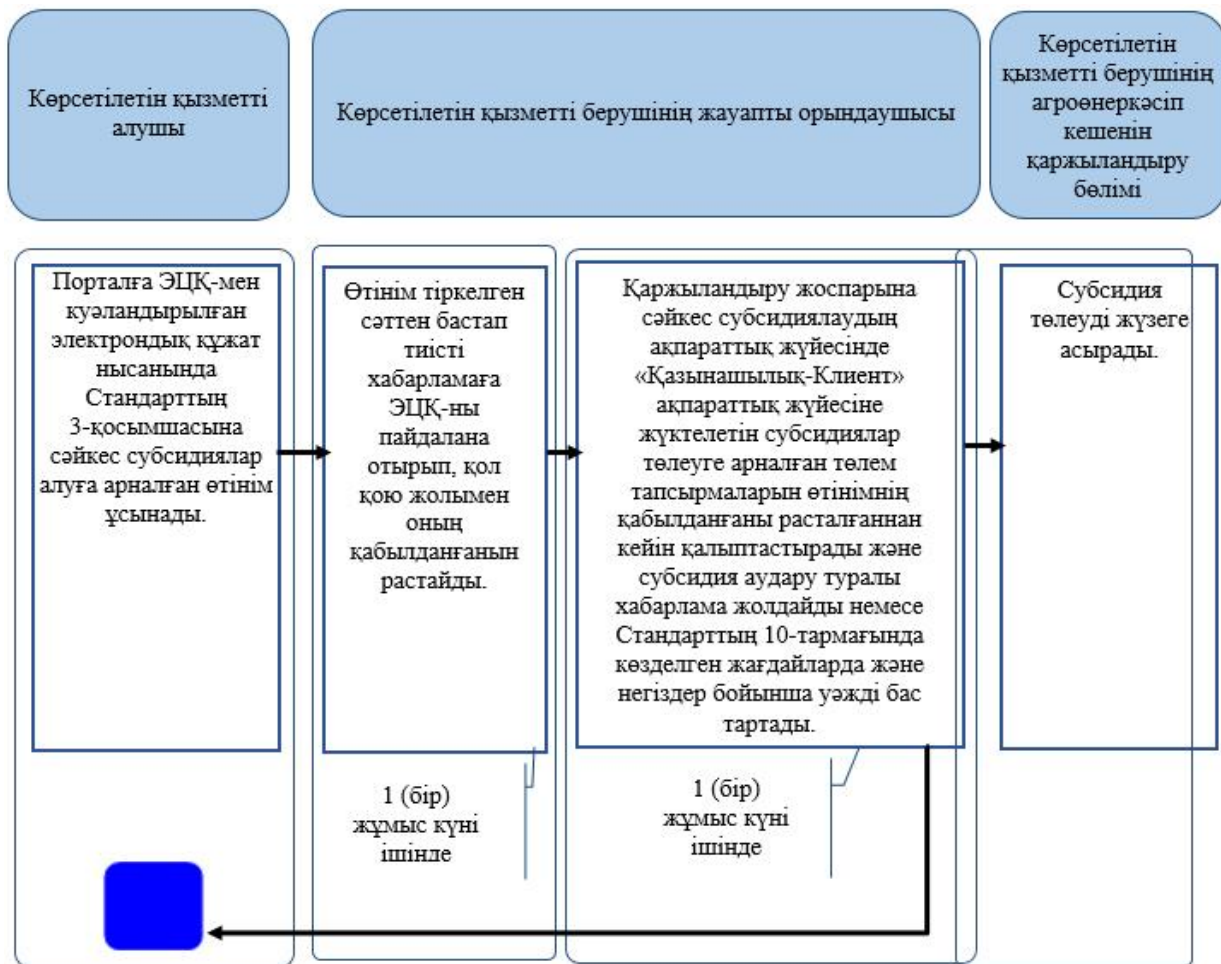 Көрсетілетін қызметті
алушы
Көрсетілетін қызметті берушінің жауапты орындаушысы
Көрсетілетін
қызметті берушінің
агроөнеркәсіп
кешенін
қаржыландыру
бөлімі
Порталға ЭЦҚ-мен
куәландырылған
электрондық құжат
нысанында
Стандарттың
3-қосымшасына
сәйкес субсидиялар
алуға арналған өтінім
ұсынады.
Өтінім тіркелген
сәттен бастап
тиісті
хабарламаға
ЭЦҚ-ны
пайдалана
отырып, қол
қою жолымен
оның
қабылданғанын
растайды.
Қаржыландыру жоспарына
сәйкес субсидиялаудың
ақпараттық жүйесінде
«Қазынашылық-Клиент»
ақпараттық жүйесіне
жүктелетін субсидиялар
төлеуге арналған төлем
тапсырмаларын өтінімнің
қабылданғаны расталғаннан
кейін қалыптастырады және
субсидия аудару туралы
хабарлама жолдайды немесе
Стандарттың 10-тармағында
көзделген жағдайларда және
негіздер бойынша уәжді бас
тартады.
Субсидия
төлеуді жүзеге
асырады.
1 (бір)
жұмыс күні
ішінде
1 (бір)
жұмыс күні
ішінде